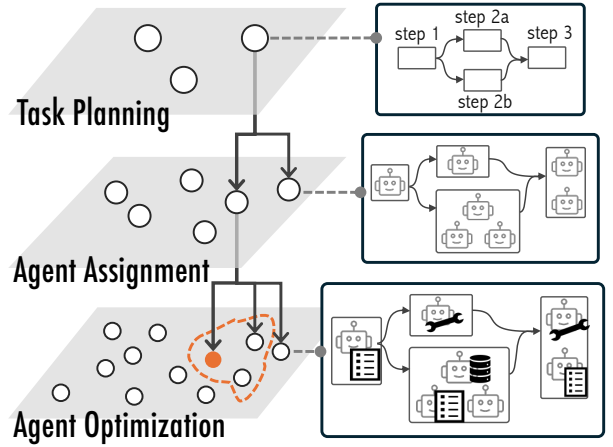 step 1
step 2a
step 3
step 2b
Task Planning
Agent Assignment
Agent Optimization